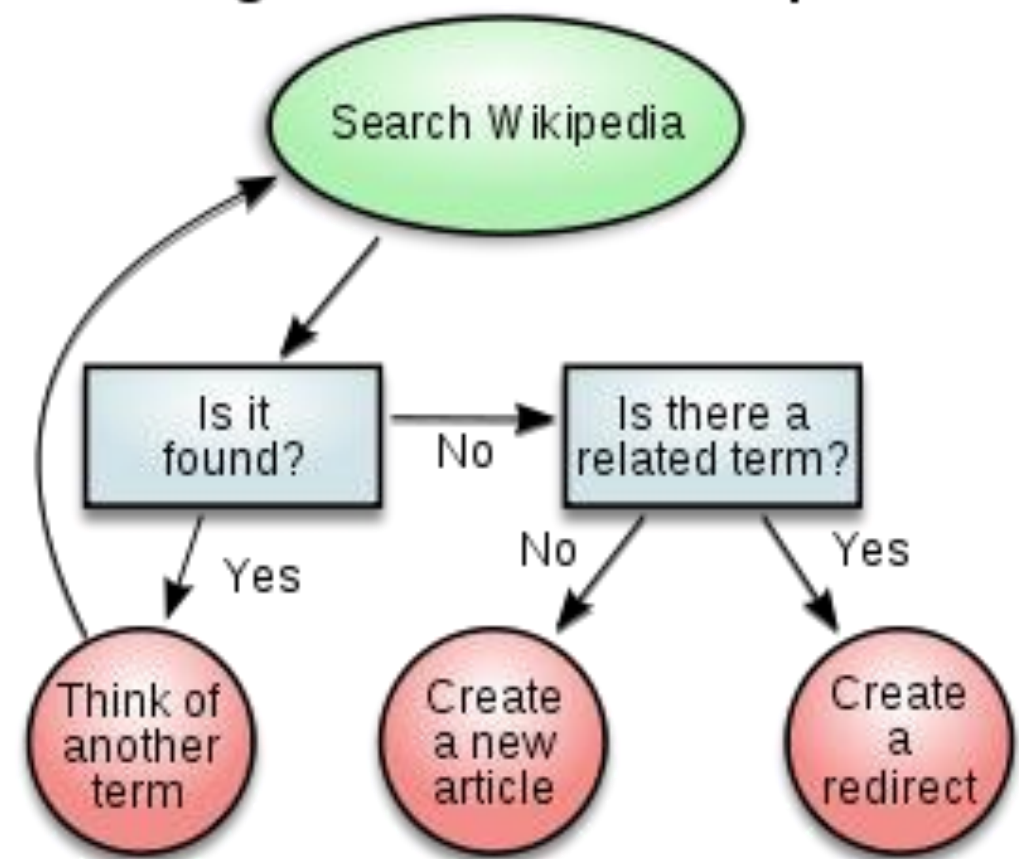 Search Wikipedia
Is it
found?
No
Is there a
related term?
Yes
No
Yes
Think of
another
term
Create
a new
article
Create
a
redirect